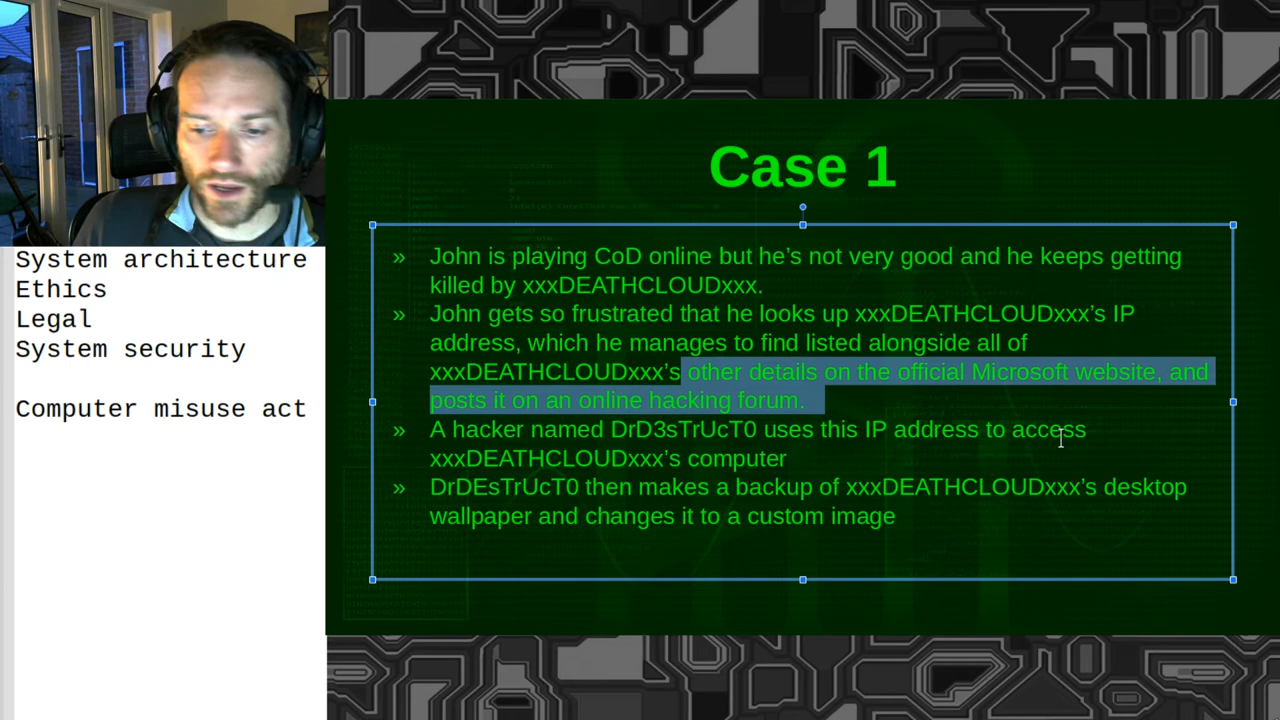 System architecture
Ethics
Legal
System security
Computer misuse act
Case 1
» John is playing CoD online but he’s not very good and he keeps getting
killed by xxxDEATHCLOUDxxx.
» John gets so frustrated that he looks up xxxDEATHCLOUDxxx’s IP
address, which he manages to find listed alongside all of
xxxDEATHCLOUDxxx’s other details on the official Microsoft website, and
posts it on an online hacking forum.
» A hacker named DrD3sTrUcT0 uses this IP address to access
xxxDEATHCLOUDxxx’s computer
» DrDEsTrUcT0 then makes a backup of xxxDEATHCLOUDxxx’s desktop
wallpaper and changes it to a custom image